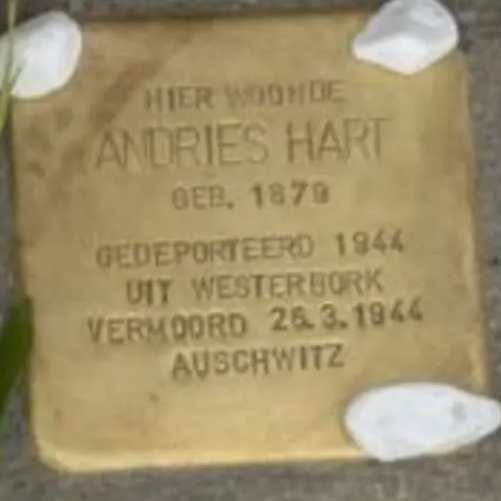 HIER WOONDE
ANDRIES HART
GEB. 1879
GEDEPORTEERD 1944
UIT WESTERBORK
VERMOORD 26.3.1944
AUSCHWITZ